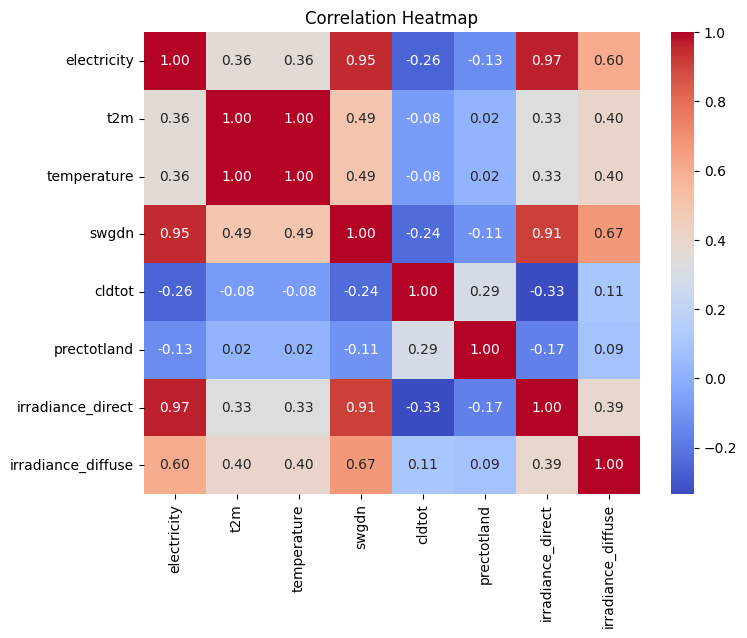 Correlation Heatmap
electricity 1.00 0.36 0.36 0.95 -0.26 -0.13 0.97 0.60
t2m 0.36 1.00 1.00 0.49 -0.08 0.02 0.33 0.40
temperature 0.36 1.00 1.00 0.49 -0.08 0.02 0.33 0.40
swgdn 0.95 0.49 0.49 1.00 -0.24 -0.11 0.91 0.67
cldtot -0.26 -0.08 -0.08 -0.24 1.00 0.29 -0.33 0.11
prectotland -0.13 0.02 0.02 -0.11 0.29 1.00 -0.17 0.09
irradiance_direct 0.97 0.33 0.33 0.91 -0.33 -0.17 1.00 0.39
irradiance_diffuse 0.60 0.40 0.40 0.67 0.11 0.09 0.39 1.00
electricity
t2m
temperature
swgdn
cldtot
prectotland
irradiance_direct
irradiance_diffuse
1.0
0.8
0.6
0.4
0.2
0.0
−0.2